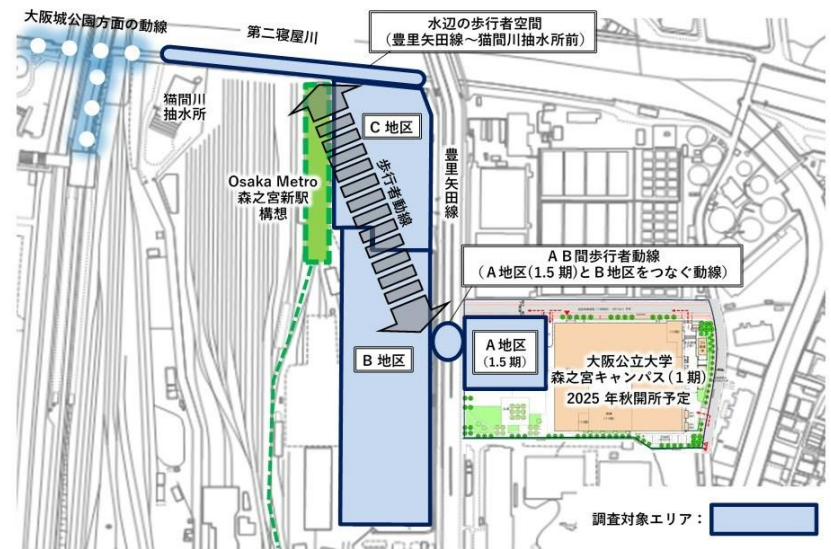 大阪城公園方面の動線
第二寝屋川
水辺の歩行者空間
（豊里矢田線～猫間川抽水所前）
猫間川
抽水所
C 地区
歩行者動線
豊里矢田線
Osaka Metro
森之宮新駅
構想
ＡＢ間歩行者動線
（Ａ地区（1.5 期）とＢ地区をつなぐ動線）
B 地区
A 地区
（1.5 期）
大阪公立大学
森之宮キャンパス（１期）
2025 年秋開所予定
調査対象エリア：